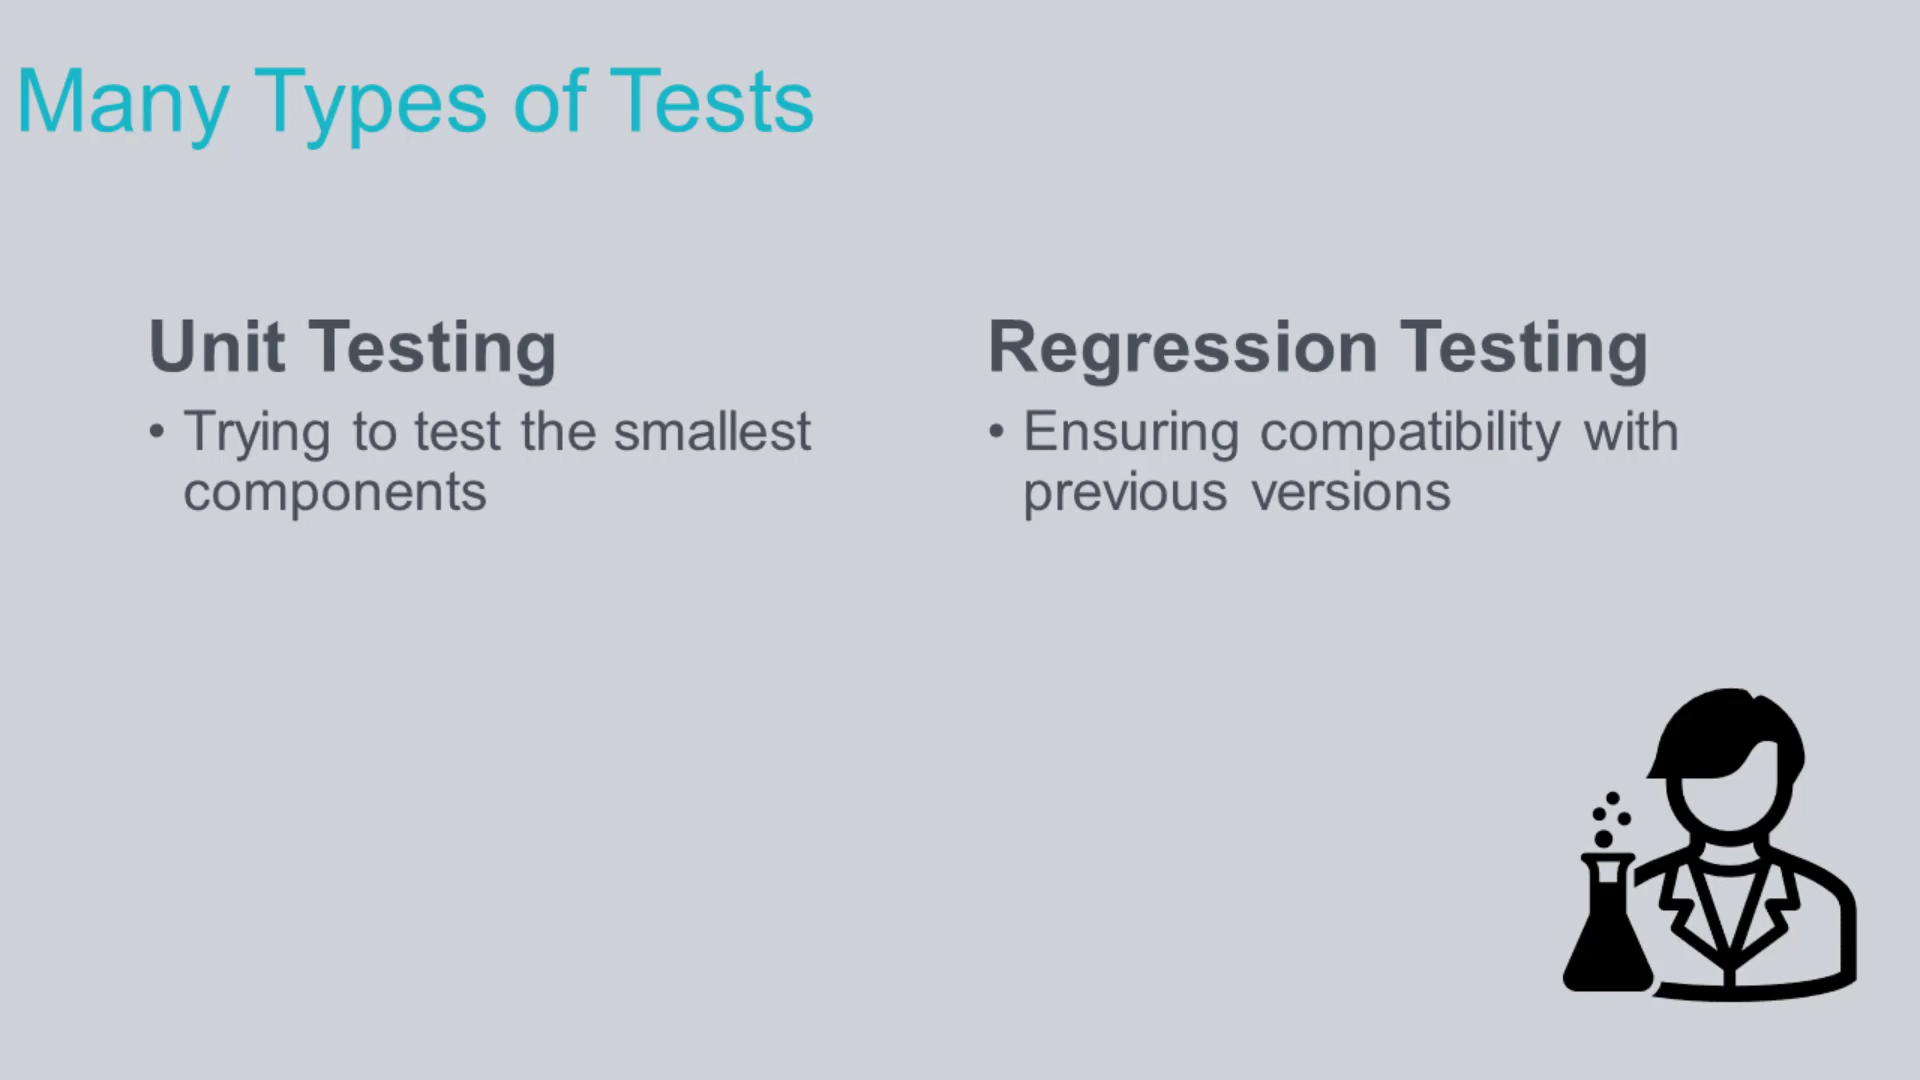 Many Types of Tests
Unit Testing
• Trying to test the smallest
components
Regression Testing
• Ensuring compatibility with
previous versions